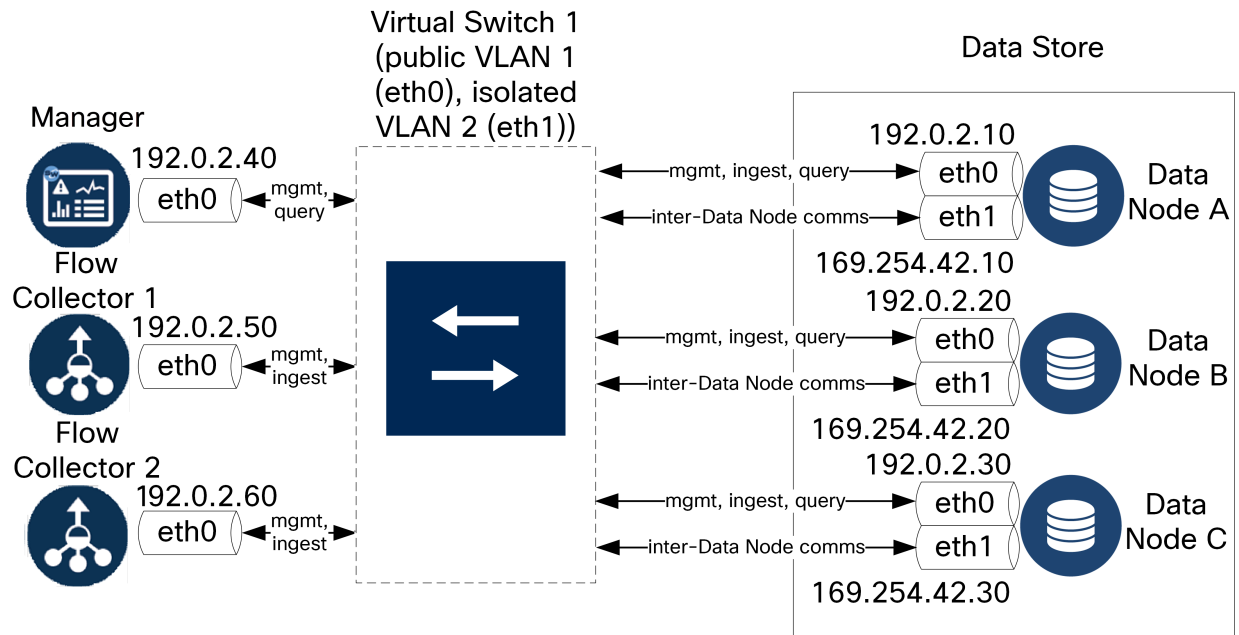 Virtual Switch 1
(public VLAN 1
(eth0), isolated
VLAN 2 (eth1))
Data Store
Manager
192.0.2.40
eth0
mgmt,
query
Flow
Collector 1
192.0.2.50
eth0
mgmt,
ingest
Flow
Collector 2
192.0.2.60
eth0
mgmt,
ingest
192.0.2.10
mgmt, ingest, query
eth0
inter-Data Node comms
eth1
Data
Node A
169.254.42.10
192.0.2.20
mgmt, ingest, query
eth0
inter-Data Node comms
eth1
Data
Node B
169.254.42.20
192.0.2.30
mgmt, ingest, query
eth0
inter-Data Node comms
eth1
Data
Node C
169.254.42.30